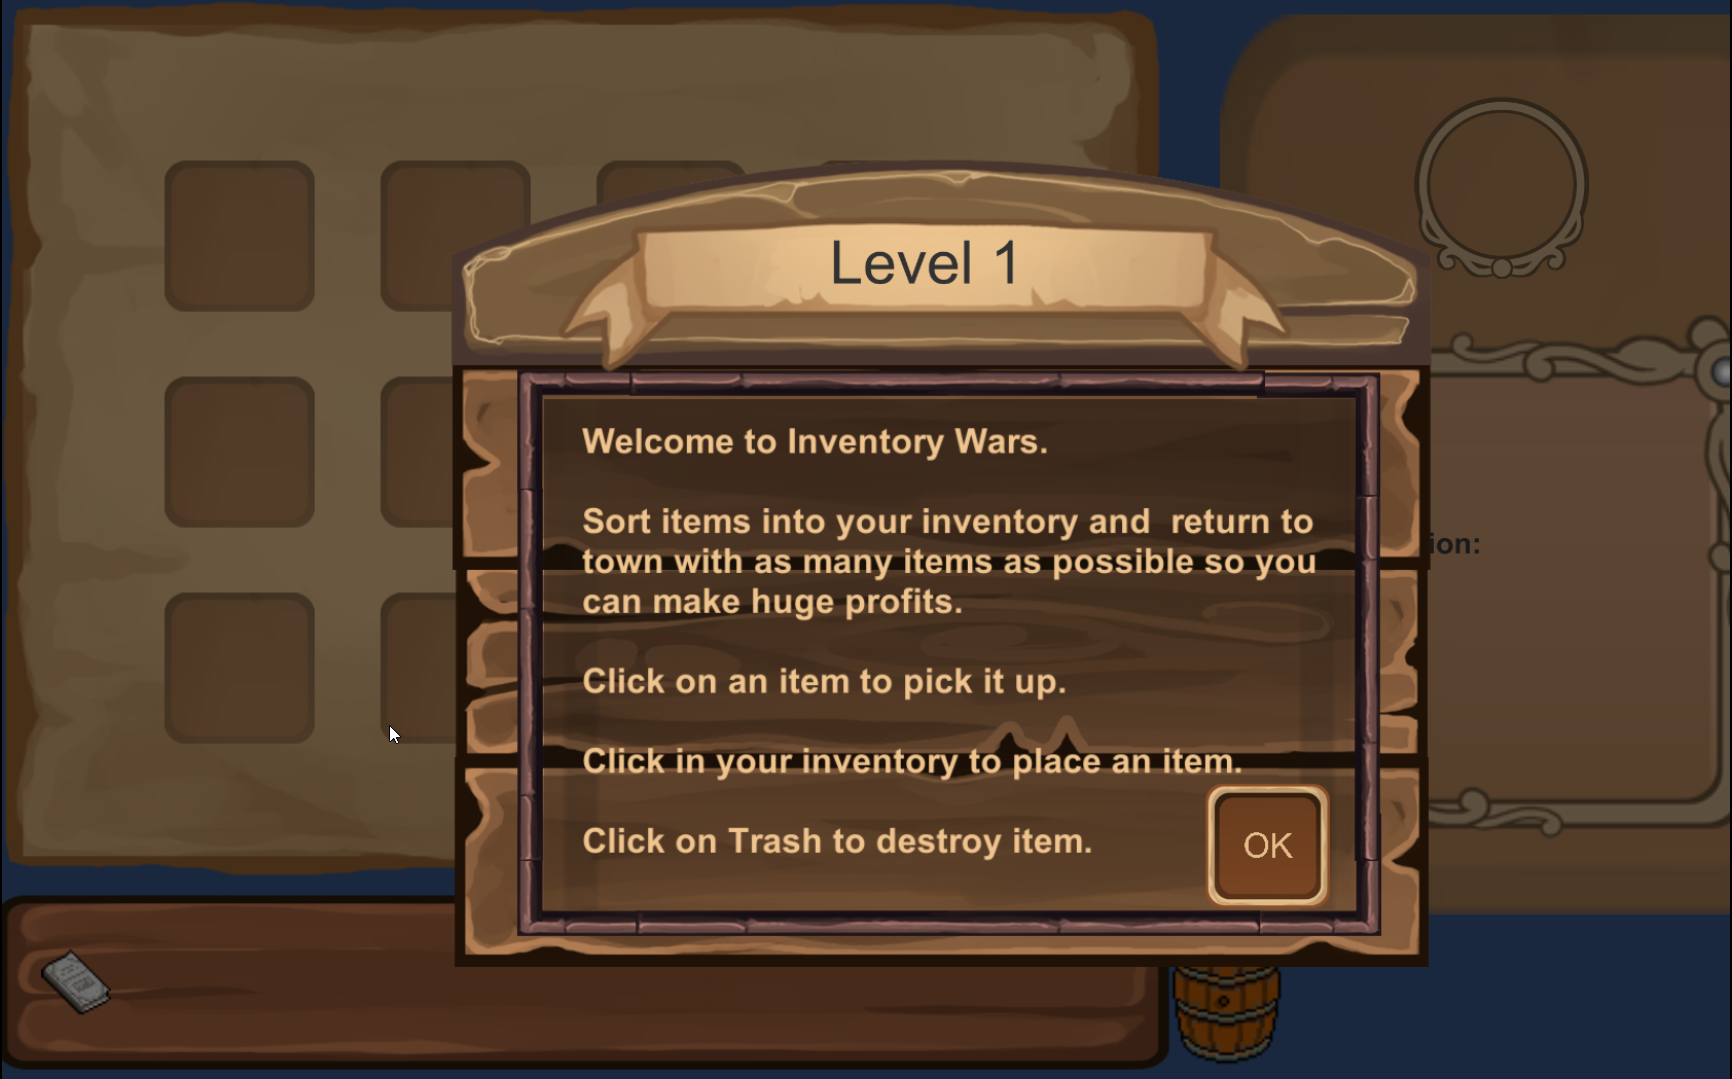 Level 1
Welcome to Inventory Wars.
Sort items into your inventory and  return to
town with as many items as possible so you
can make huge profits.
ion:
Click on an item to pick it up.
Click in your inventory to place an item.
Click on Trash to destroy item.
OK